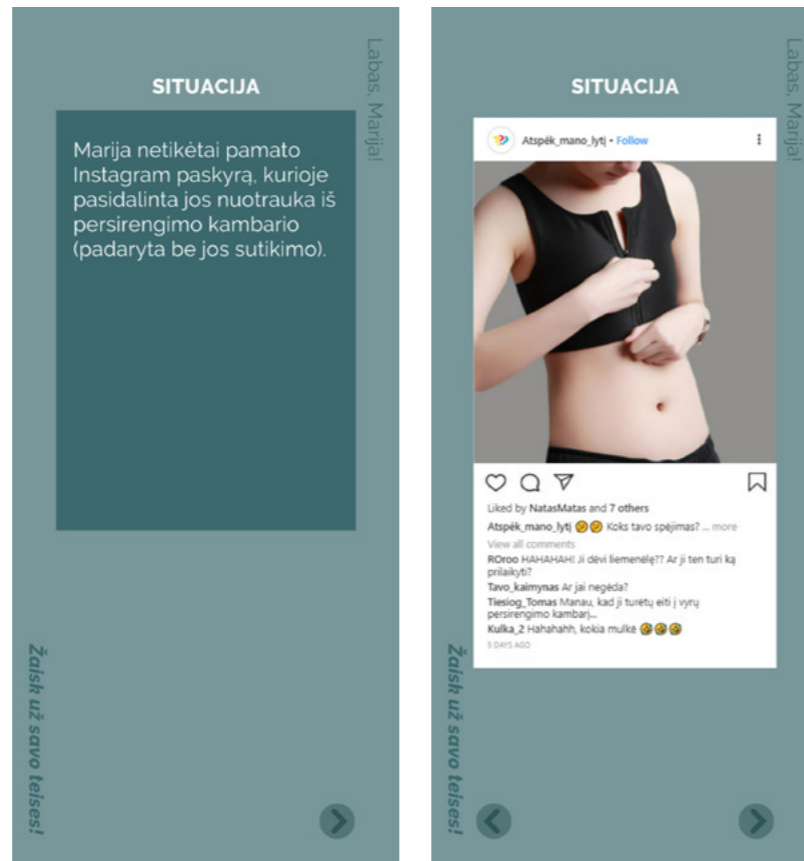 SITUACIJA
Labas, Marija!
Marija netikėtai pamato
Instagram paskyrą, kurioje
pasidalinta jos nuotrauka iš
persirengimo kambario
(padaryta be jos sutikimo).
Žaisk už savo teises!
SITUACIJA
Labas, Marija!
Atspėk_mano_lytį • Follow
Liked by NatasMatas and 7 others
Atspėk_mano_lytį 🤣🤣 Koks tavo spėjimas? ... more
View all comments
ROroo HAHAHAH! Ji dėvi liemenėlę?? Ar ji ten turi ką
prilaikyti?
Tavo_kaimynas Ar jai negėda?
Tiesiog_Tomas Manau, kad ji turėtų eiti į vyrų
persirengimo kambarį...
Kulka_2 Hahahahh, kokia mulkė 🤣🤣🤣
5 DAYS AGO
Žaisk už savo teises!